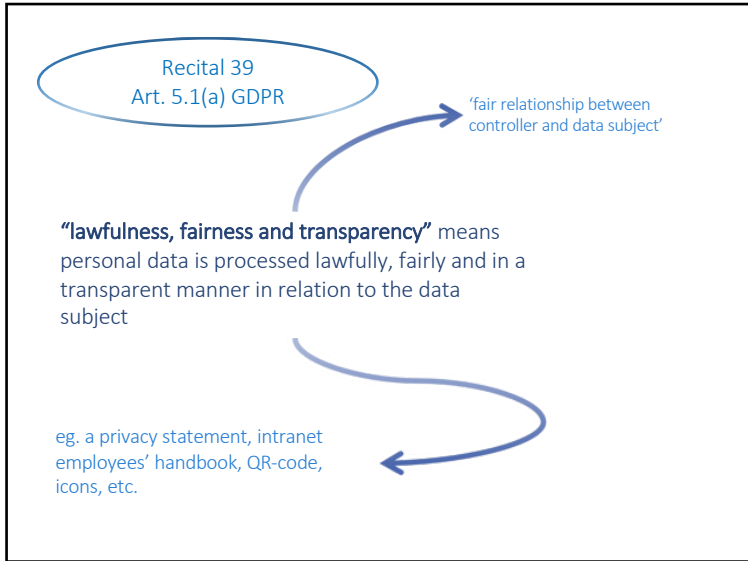 Recital 39
Art. 5.1(a) GDPR
‘fair relationship between
controller and data subject’
“lawfulness, fairness and transparency” means
personal data is processed lawfully, fairly and in a
transparent manner in relation to the data
subject
eg. a privacy statement, intranet
employees’ handbook, QR-code,
icons, etc.